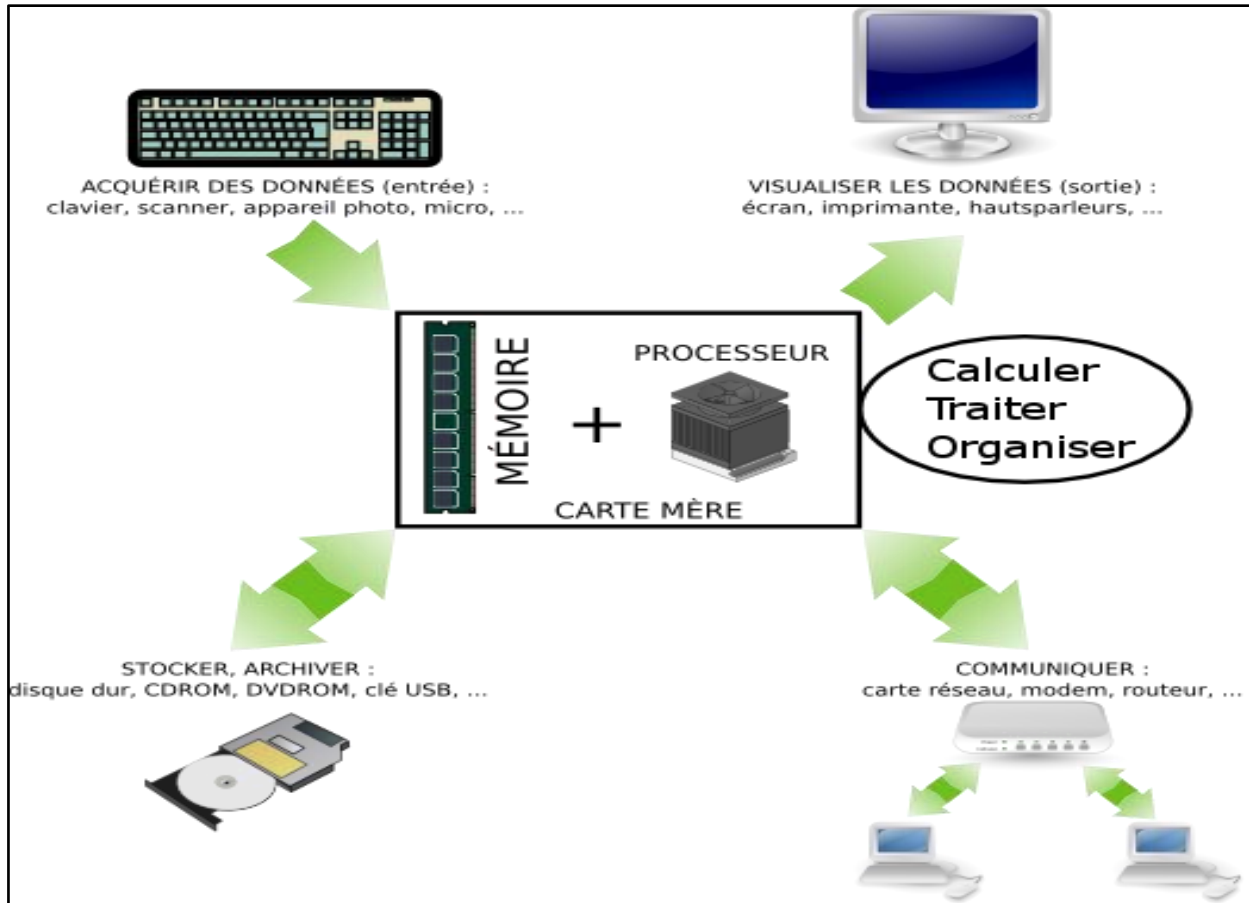 ACQUÉRIR DES DONNÉES (entrée) :
clavier, scanner, appareil photo, micro, ...
VISUALISER LES DONNÉES (sortie) :
écran, imprimante, hautsparleurs, ...
MÉMOIRE
+
PROCESSEUR
CARTE MÈRE
Calculer
Traiter
Organiser
STOCKER, ARCHIVER :
disque dur, CDROM, DVDROM, clé USB, ...
COMMUNIQUER :
carte réseau, modem, routeur, ...